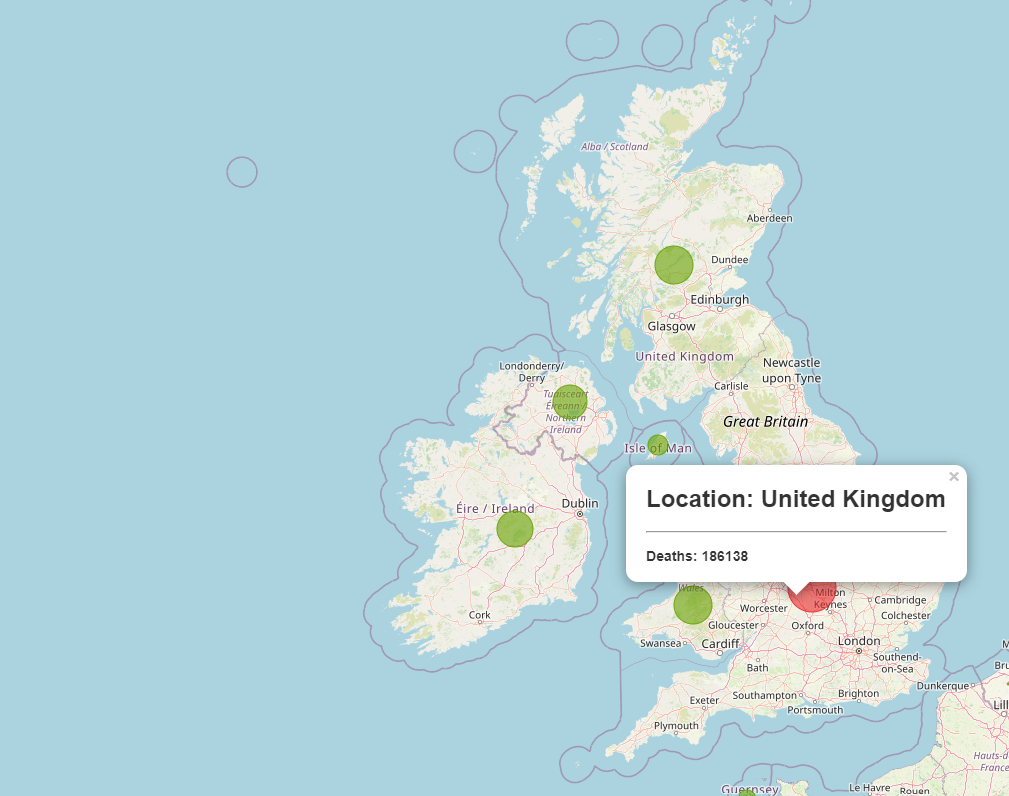 Alba / Scotland
Aberdeen
Dundee
Edinburgh
Glasgow
United Kingdom
Londonderry/
Derry
Newcastle
upon Tyne
Carlisle
Tuaisceart
Éireann /
Northern
Ireland
Great Britain
Isle of Man
×
Location: United Kingdom
Deaths: 186138
Dublin
Éire / Ireland
Cork
Wales
Milton
Keynes
Worcester
Cambridge
Colchester
Gloucester
Oxford
Swansea
Cardiff
London
Southend-
on-Sea
Bath
Dunkerque
Southampton
Brighton
Exeter
Portsmouth
Plymouth
Guernsey
Le Havre
Rouen
Hauts-d
France